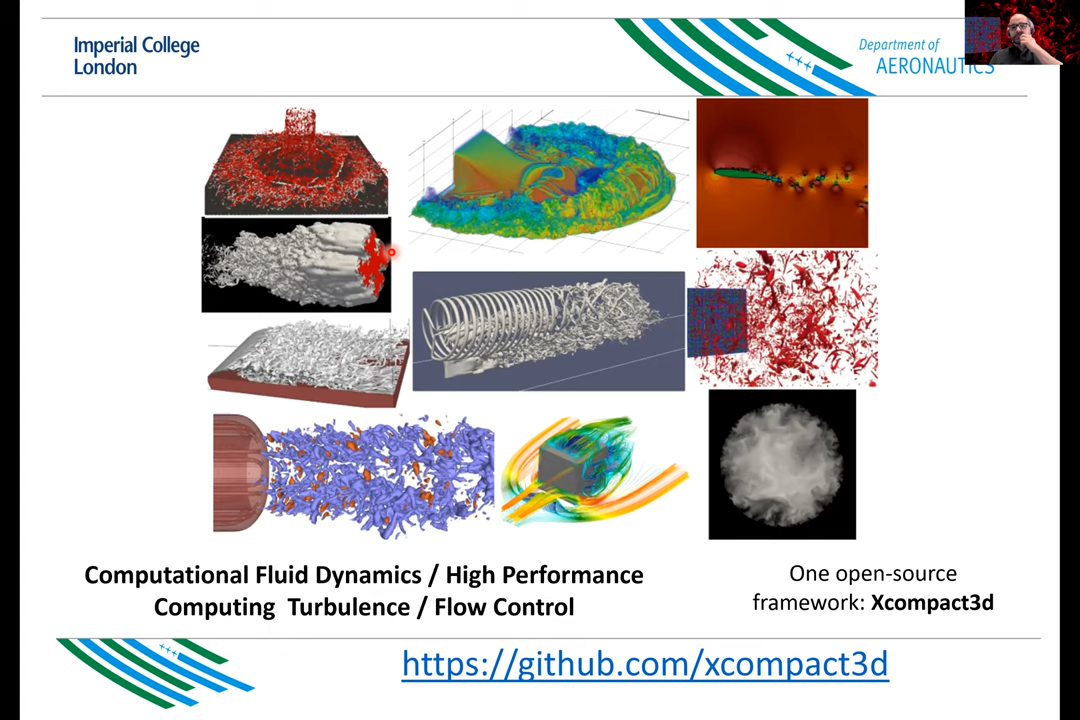 Imperial College
London
Department of
AERONAUTICS
Computational Fluid Dynamics / High Performance
Computing Turbulence / Flow Control
One open-source
framework: Xcompact3d
https://github.com/xcompact3d